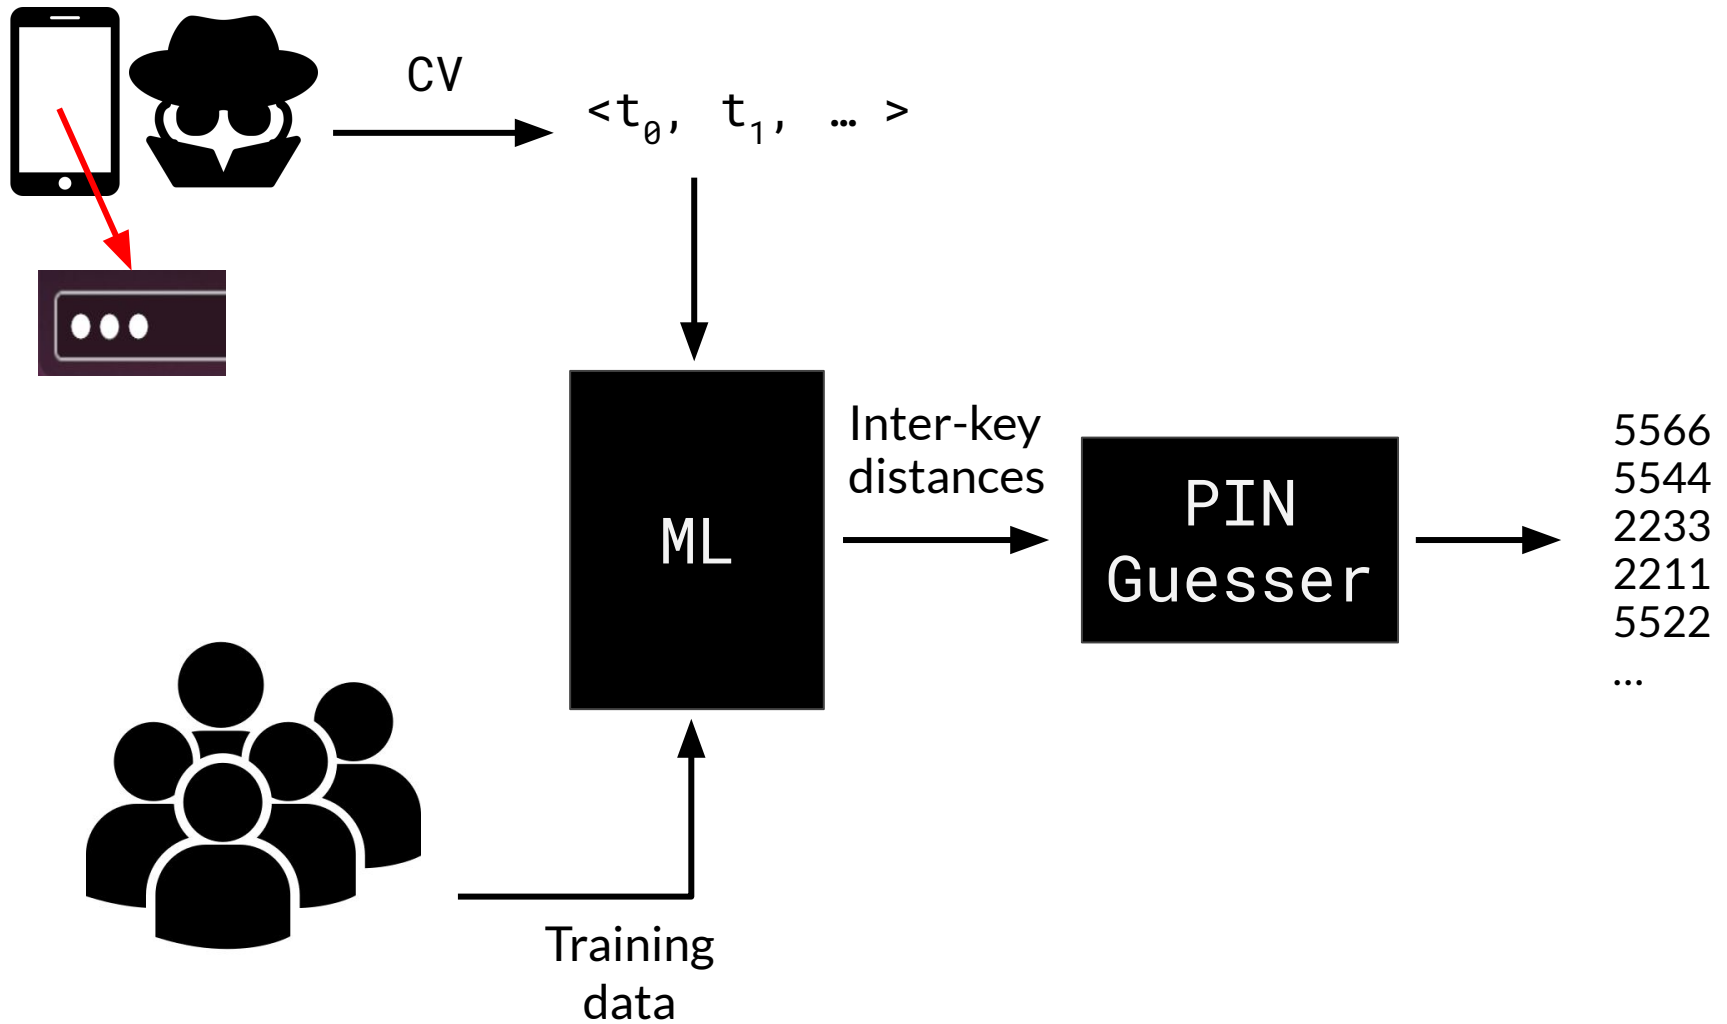 CV
<t0, t1, … >
Inter-key
distances
ML
PIN
Guesser
5566
5544
2233
2211
5522
...
Training
data